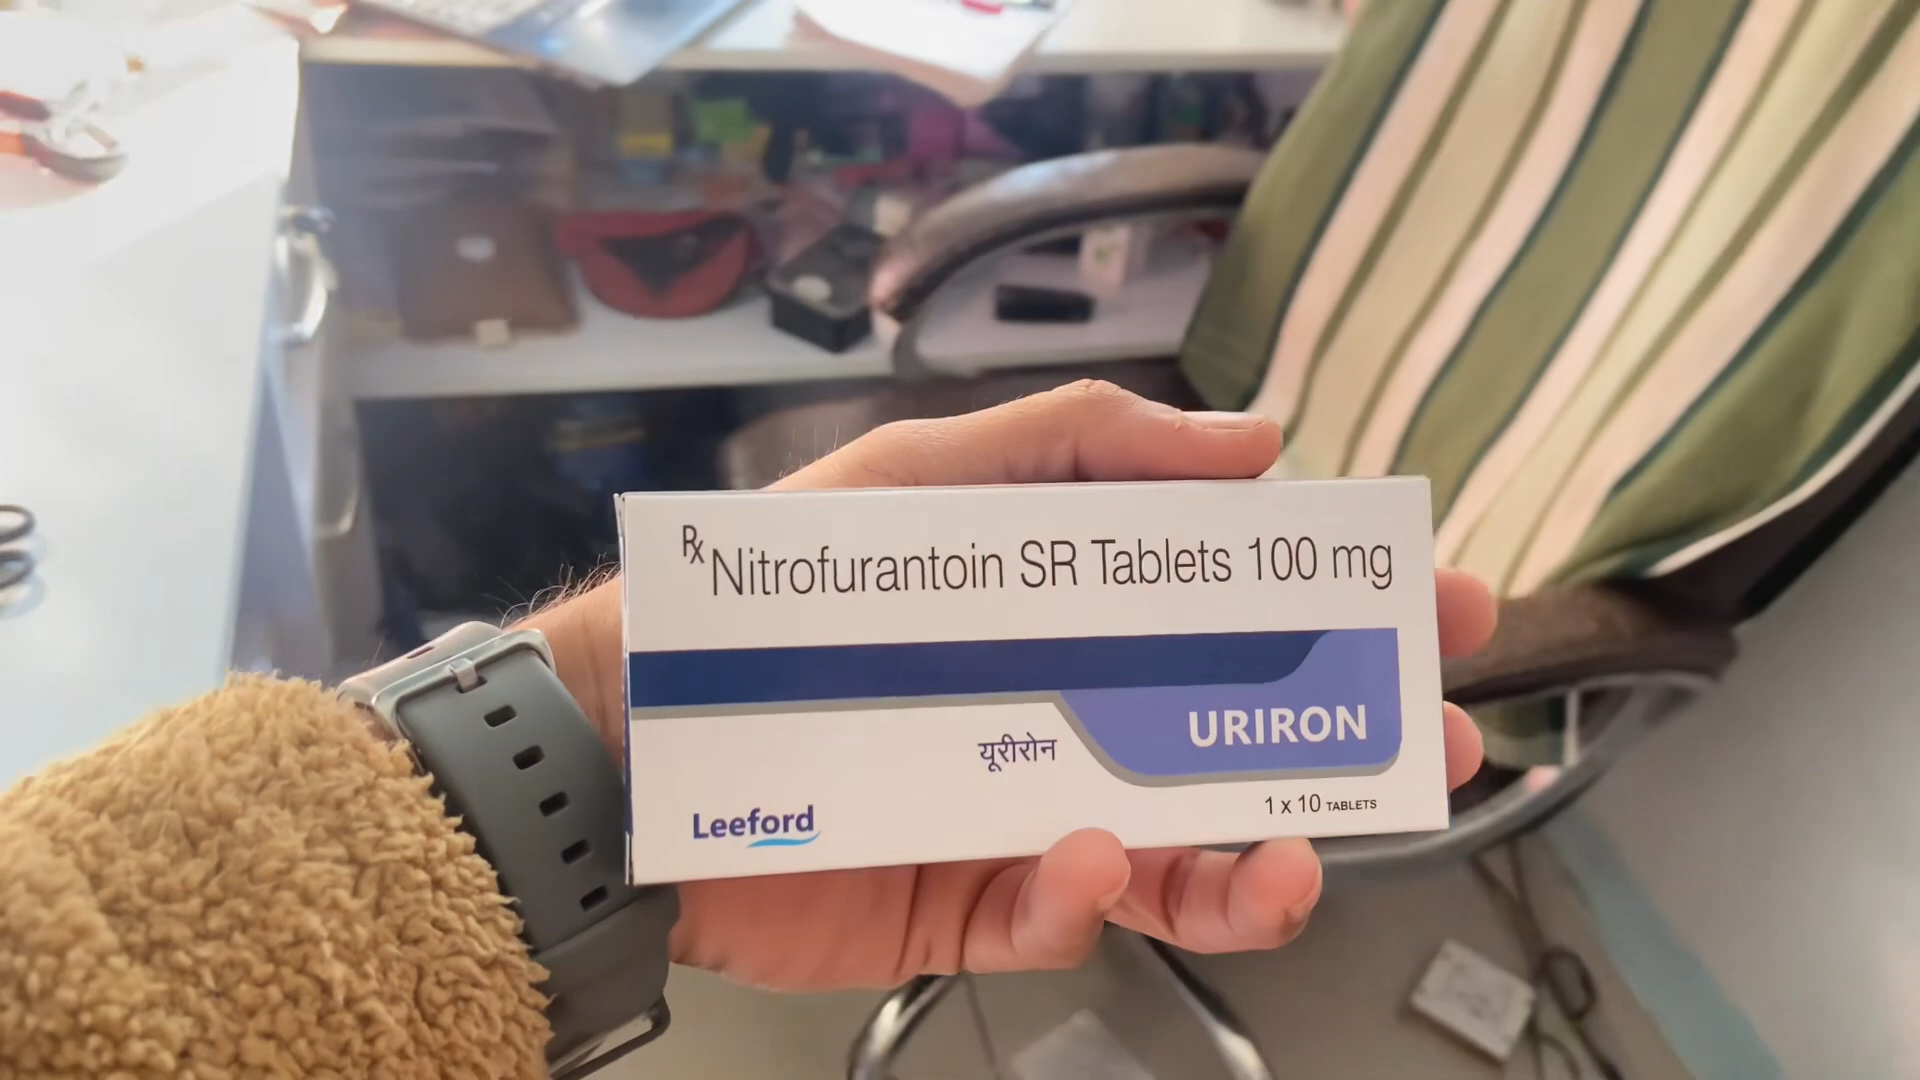 ℞ Nitrofurantoin SR Tablets 100 mg
URIRON
यूरीरोन
Leeford
1 x 10 TABLETS